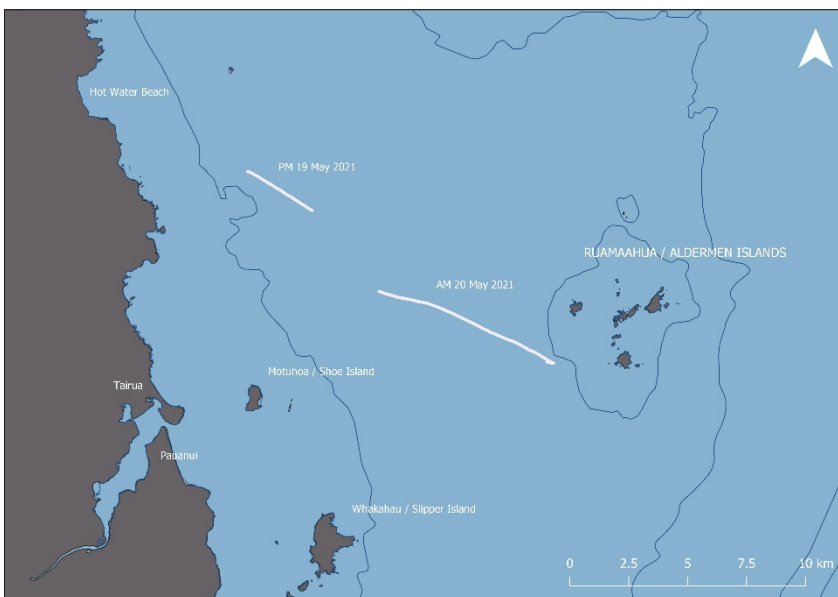 Hot Water Beach
PM 19 May 2021
RUAMAAHUA / ALDERMEN ISLANDS
AM 20 May 2021
Motuhoa / Shoe Island
Tairua
Pauanui
Whakahau / Slipper Island
0 2.5 5 7.5 10 km